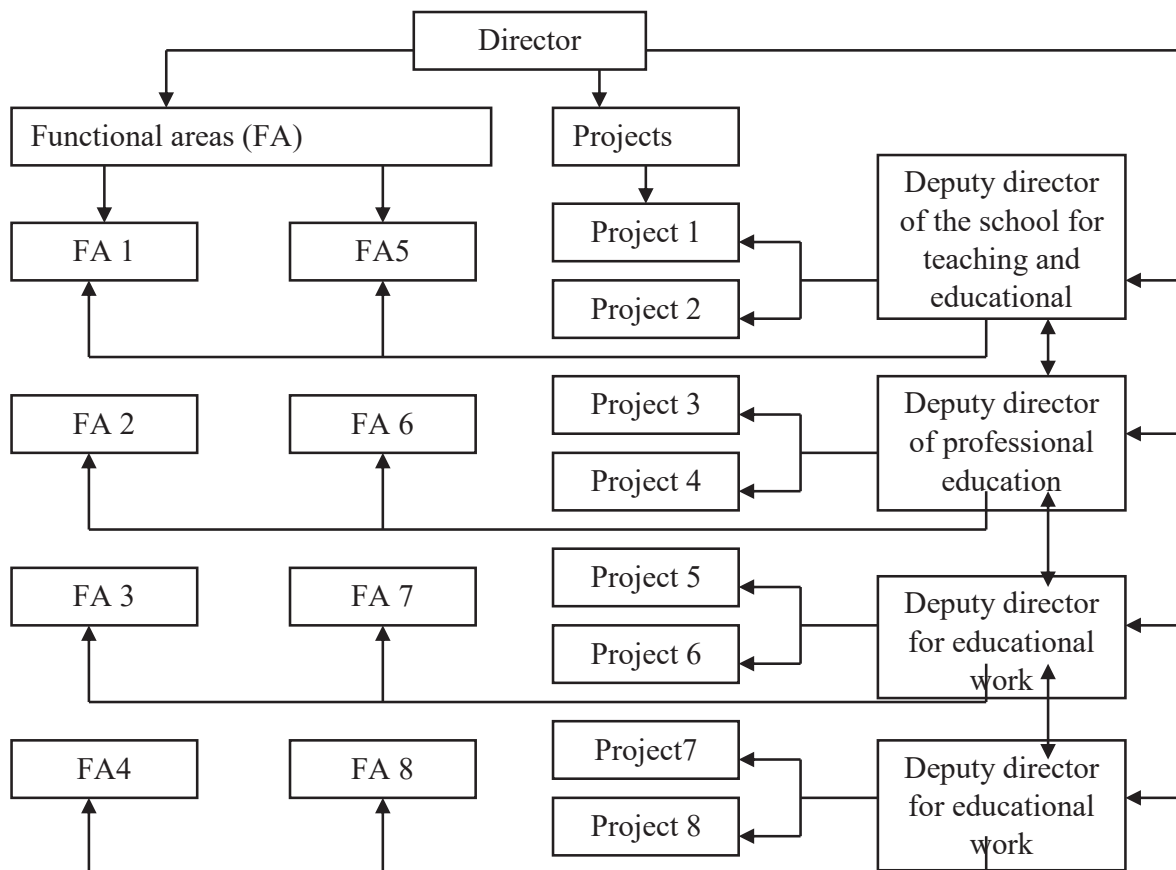 Director
Functional areas (FA)
Projects
Deputy director
of the school for
teaching and
educational
FA 1
FA5
Project 1
Project 2
FA 2
FA 6
Project 3
Project 4
Deputy director
of professional
education
FA 3
FA 7
Project 5
Project 6
Deputy director
for educational
work
FA4
FA 8
Project7
Project 8
Deputy director
for educational
work